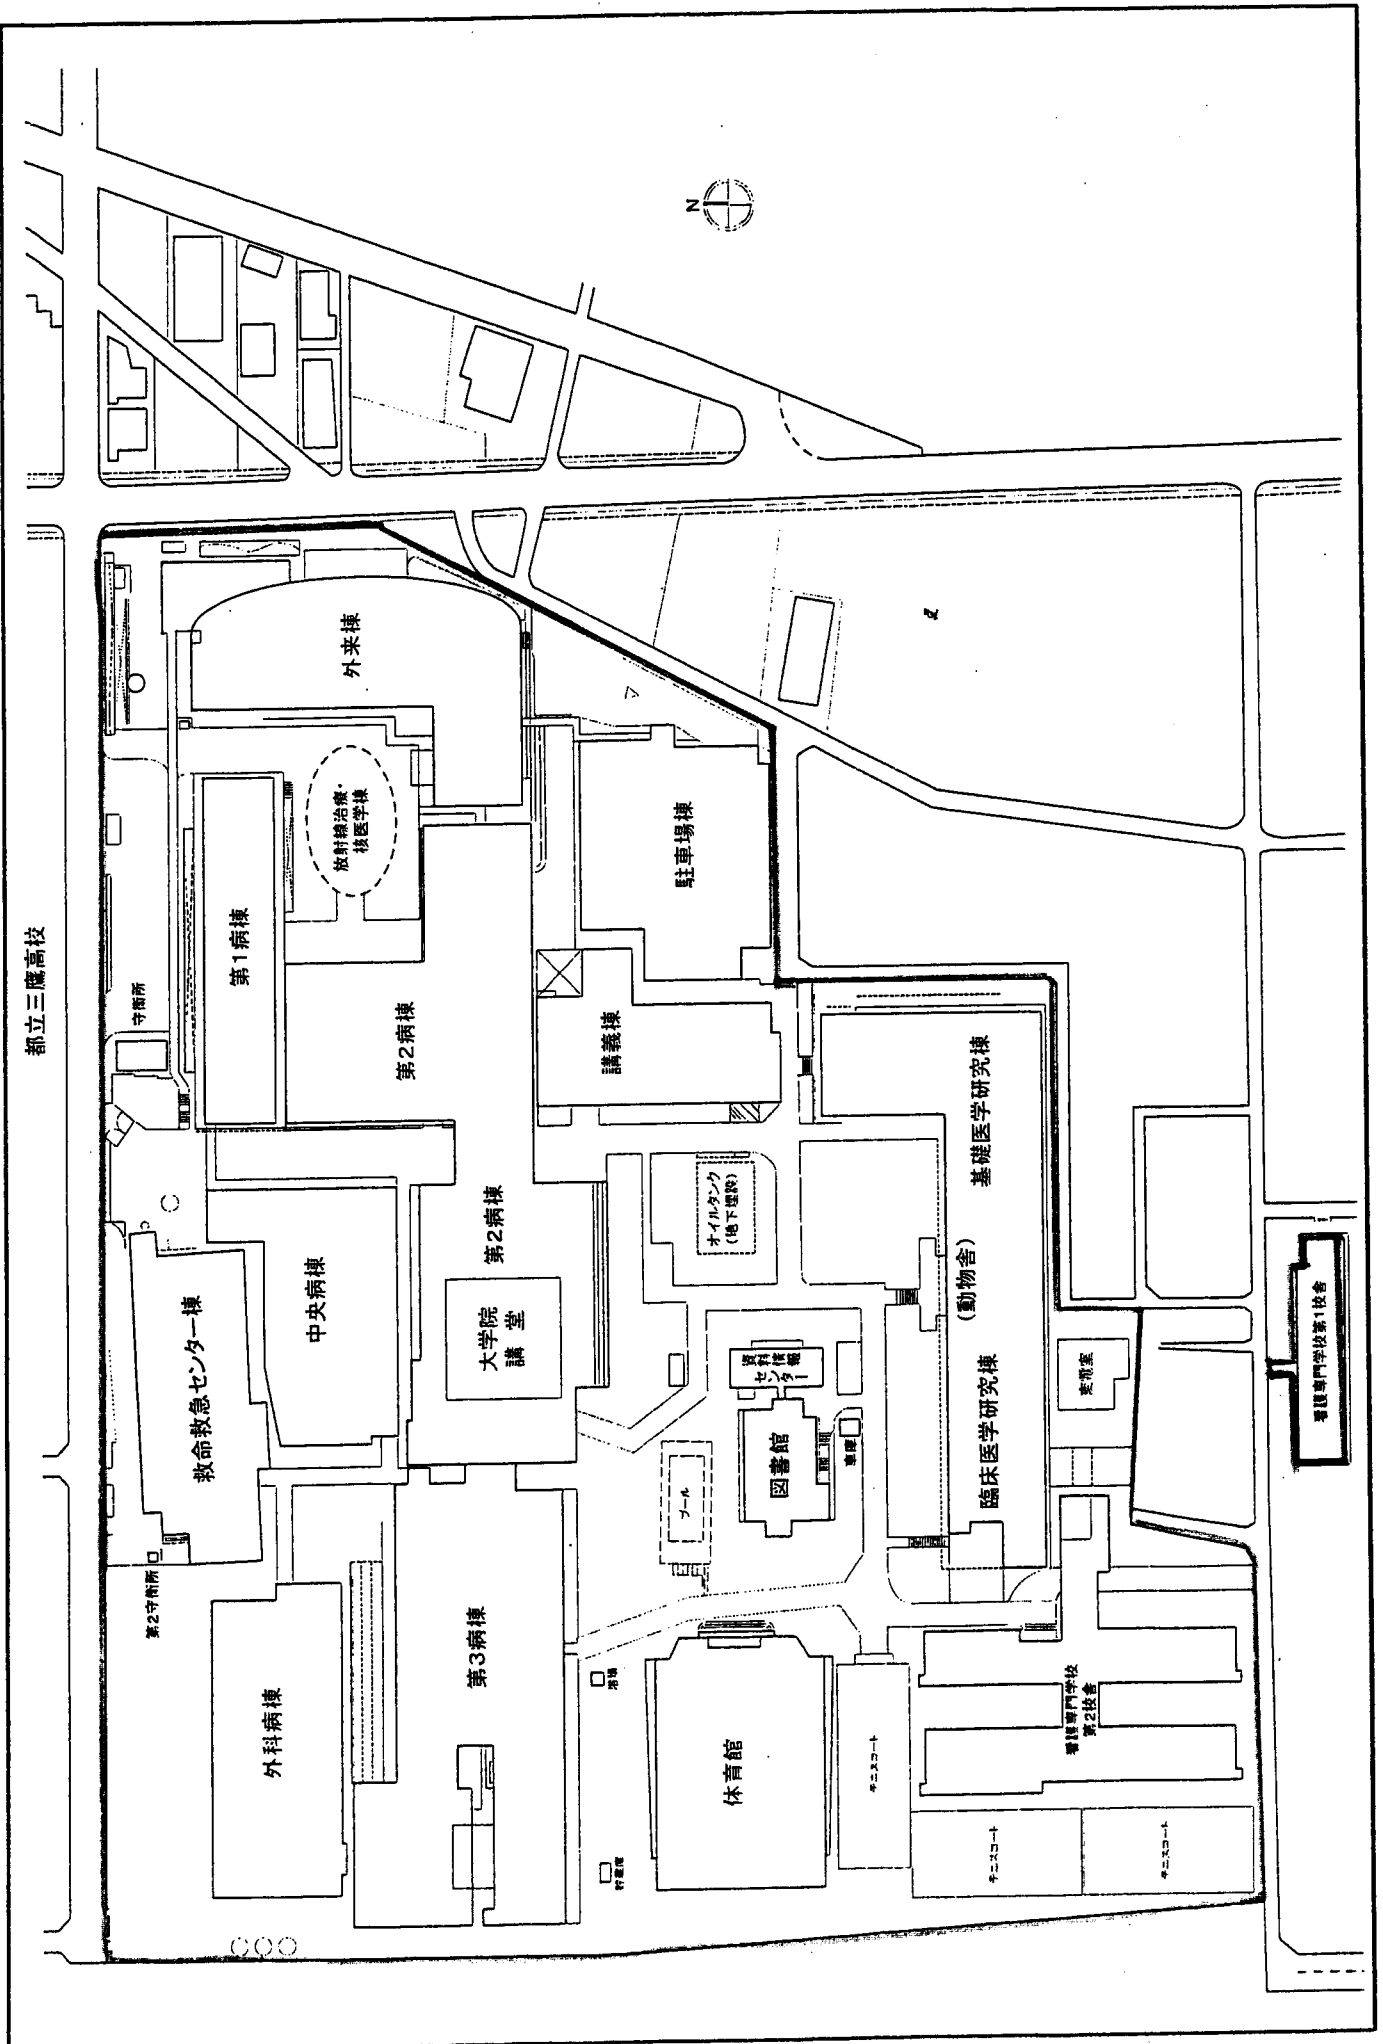 都立三鷹高校
N
守衛所
外来棟
放射線治療・
核医学棟
第1病棟
第2病棟
駐車場棟
講義棟
中央病棟
救命救急センター棟
第2守衛所
外科病棟
第2病棟
大学院
講堂
オイルタンク
(地下埋設)
資料情報
センター
図書館
車庫
プール
基礎医学研究棟
(動物舎)
臨床医学研究棟
変電室
第3病棟
体育館
テニスコート
テニスコート
テニスコート
看護専門学校
第2校舎
看護専門学校第1校舎